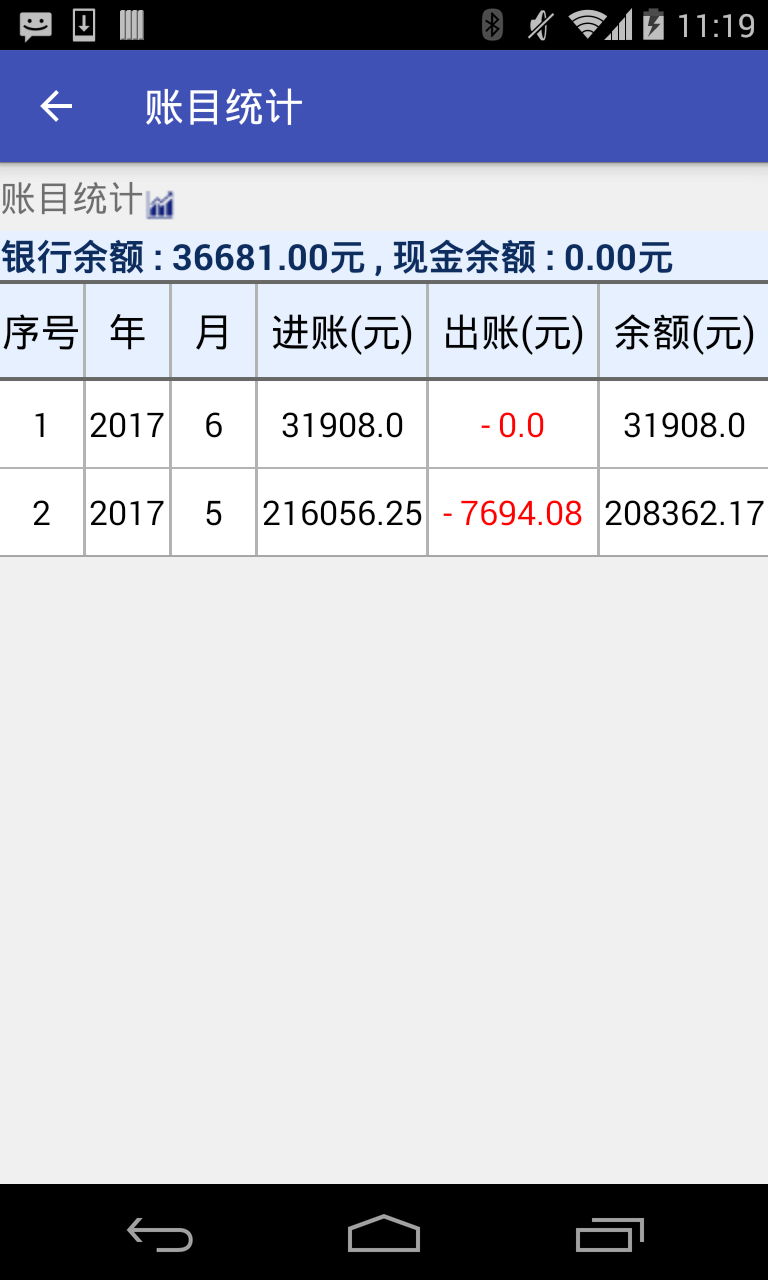 11:19
账目统计
账目统计
银行余额 : 36681.00元 , 现金余额 : 0.00元
序号 年 月 进账(元) 出账(元) 余额(元)
1 2017 6 31908.0 - 0.0 31908.0
2 2017 5 216056.25 - 7694.08 208362.17